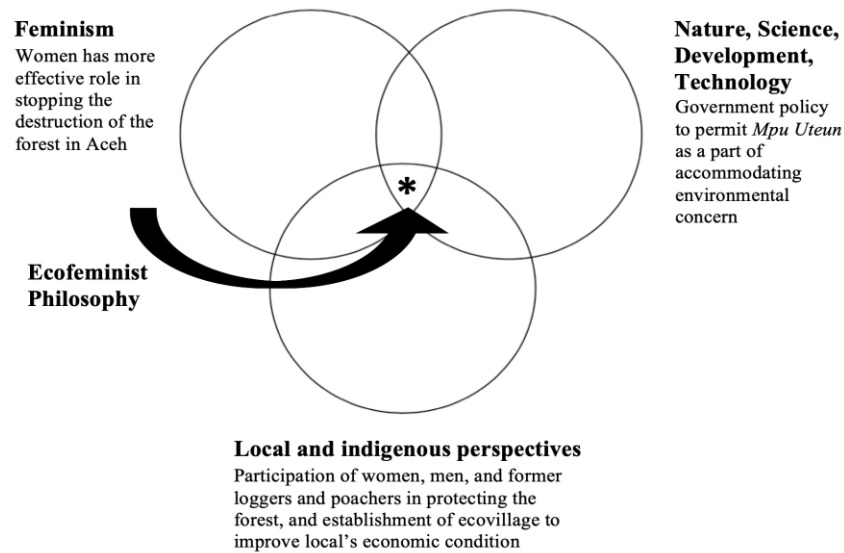 Feminism
Women has more
effective role in
stopping the
destruction of the
forest in Aceh
Nature, Science,
Development,
Technology
Government policy
to permit Mpu Uteun
as a part of
accommodating
environmental
concern
*
Ecofeminist
Philosophy
Local and indigenous perspectives
Participation of women, men, and former
loggers and poachers in protecting the
forest, and establishment of ecovillage to
improve local's economic condition